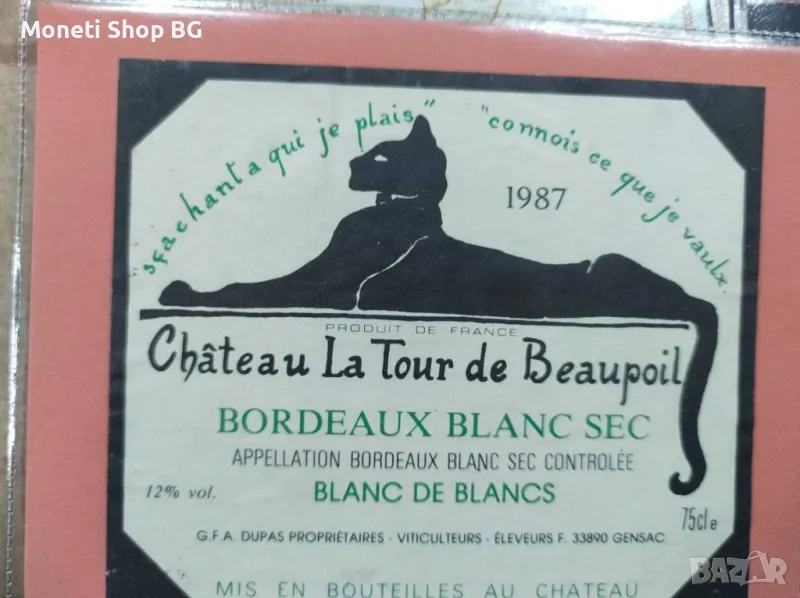 Moneti Shop BG
"sçachant a qui je plais" "connois ce que je vaulx.
1987
PRODUIT DE FRANCE
Château La Tour de Beaupoil
BORDEAUX BLANC SEC
APPELLATION BORDEAUX BLANC SEC CONTROLÉE
12% vol. BLANC DE BLANCS
75cl e
G.F.A. DUPAS PROPRIÉTAIRES - VITICULTEURS - ÉLEVEURS F. 33890 GENSAC
MIS EN BOUTEILLES AU CHATEAU
BAZAR